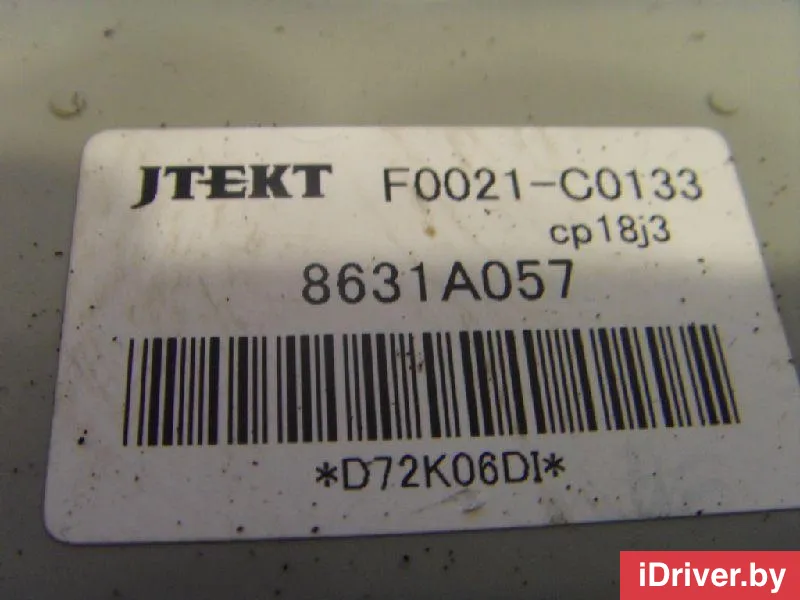 JTEKT F0021-C0133
cp18j3
8631A057
*D72K06DI*
iDriver.by